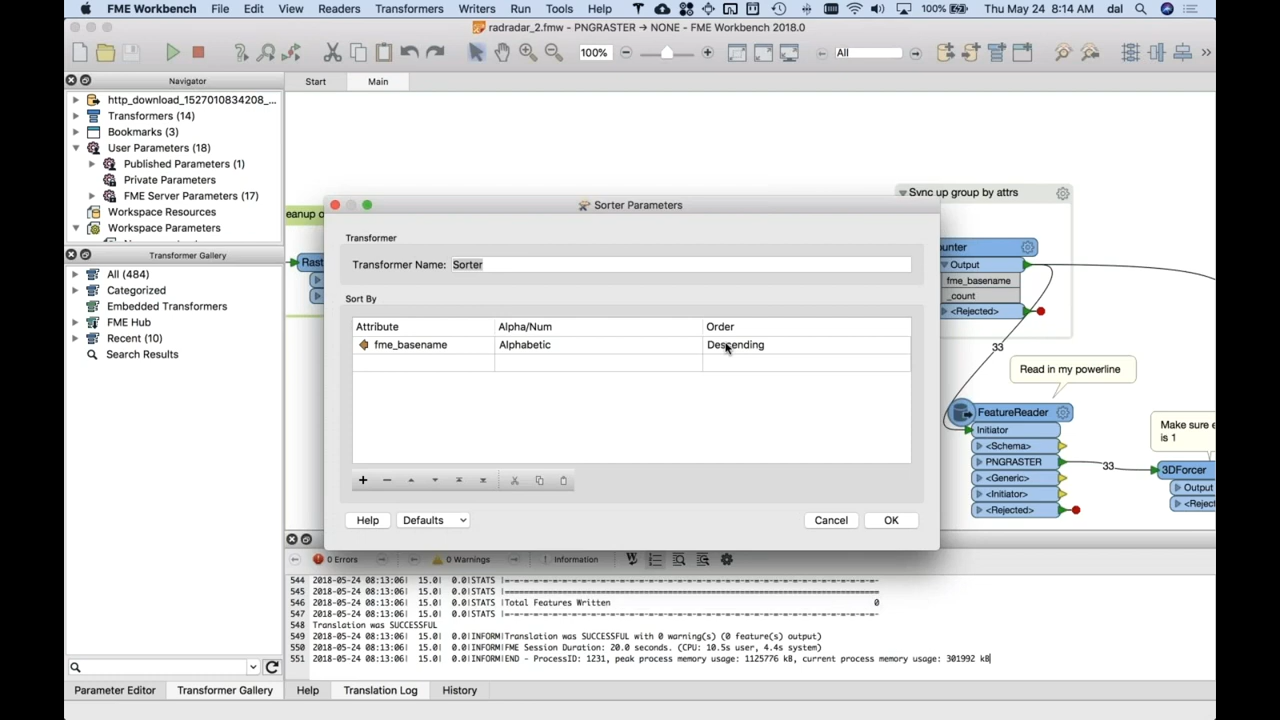 FME Workbench File Edit View Readers Transformers Writers Run Tools Help 100% Thu May 24 8:14 AM dal
radradar_2.fmw - PNGRASTER → NONE - FME Workbench 2018.0
100% All
Navigator
Start Main
http_download_1527010834208_...
Transformers (14)
Bookmarks (3)
User Parameters (18)
Published Parameters (1)
Private Parameters
FME Server Parameters (17)
Workspace Resources
Workspace Parameters
Transformer Gallery
All (484)
Categorized
Embedded Transformers
FME Hub
Recent (10)
Search Results
eanup o
Rast
Sync up group by attrs
unter
Output
fme_basename
_count
<Rejected>
33
Read in my powerline
FeatureReader
Initiator
<Schema>
PNGRASTER
<Generic>
<Initiator>
<Rejected>
33
Make sure e
is 1
3DForcer
Output
<Reject
Sorter Parameters
Transformer
Transformer Name: Sorter
Sort By
Attribute Alpha/Num Order
fme_basename Alphabetic Descending
Help Defaults Cancel OK
0 Errors 0 Warnings Information
544 2018-05-24 08:13:06| 15.0| 0.0|STATS |=-=-=-=-=-=-=-=-=-=-=-=-=-=-=-=-=-=-=-=-=-=-=-=-=-=-=-=-=-=-=-=-=-=-=-=-=-=-=-
545 2018-05-24 08:13:06| 15.0| 0.0|STATS |==============================================================================
546 2018-05-24 08:13:06| 15.0| 0.0|STATS |Total Features Written 0
547 2018-05-24 08:13:06| 15.0| 0.0|STATS |=-=-=-=-=-=-=-=-=-=-=-=-=-=-=-=-=-=-=-=-=-=-=-=-=-=-=-=-=-=-=-=-=-=-=-=-=-=-=-
548 Translation was SUCCESSFUL
549 2018-05-24 08:13:06| 15.0| 0.0|INFORM|Translation was SUCCESSFUL with 0 warning(s) (0 feature(s) output)
550 2018-05-24 08:13:06| 15.0| 0.0|INFORM|FME Session Duration: 20.0 seconds. (CPU: 10.5s user, 4.4s system)
551 2018-05-24 08:13:06| 15.0| 0.0|INFORM|END - ProcessID: 1231, peak process memory usage: 1125776 kB, current process memory usage: 301992 kB
Parameter Editor Transformer Gallery Help Translation Log History